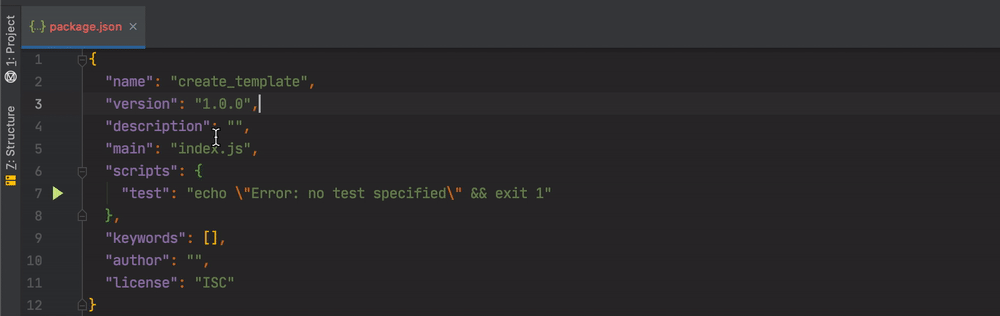 1: Project
Z: Structure
{..} package.json ×
1 {
2 "name": "create_template",
3 "version": "1.0.0",
4 "description": "",
5 "main": "index.js",
6 "scripts": {
7 "test": "echo \"Error: no test specified\" && exit 1"
8 },
9 "keywords": [],
10 "author": "",
11 "license": "ISC"
12 }